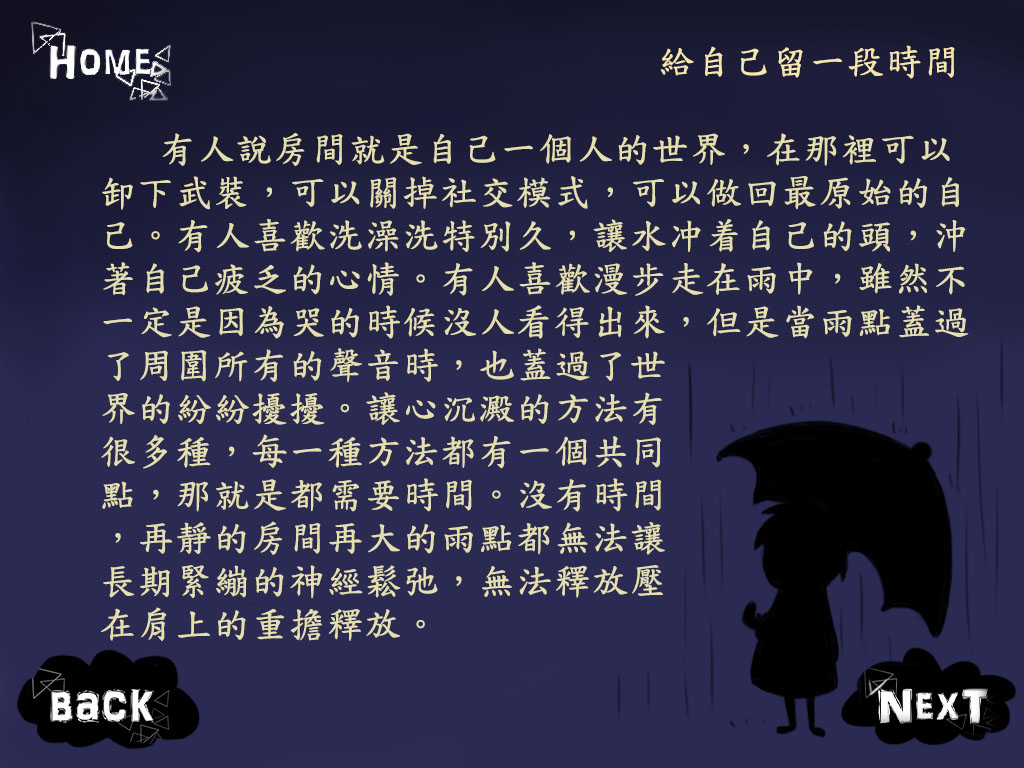 HOME
給自己留一段時間
有人說房間就是自己一個人的世界，在那裡可以
卸下武裝，可以關掉社交模式，可以做回最原始的自
己。有人喜歡洗澡洗特別久，讓水冲着自己的頭，沖
著自己疲乏的心情。有人喜歡漫步走在雨中，雖然不
一定是因為哭的時候沒人看得出來，但是當雨點蓋過
了周圍所有的聲音時，也蓋過了世
界的紛紛擾擾。讓心沉澱的方法有
很多種，每一種方法都有一個共同
點，那就是都需要時間。沒有時間
，再靜的房間再大的雨點都無法讓
長期緊繃的神經鬆弛，無法釋放壓
在肩上的重擔釋放。
BaCK
NEXT